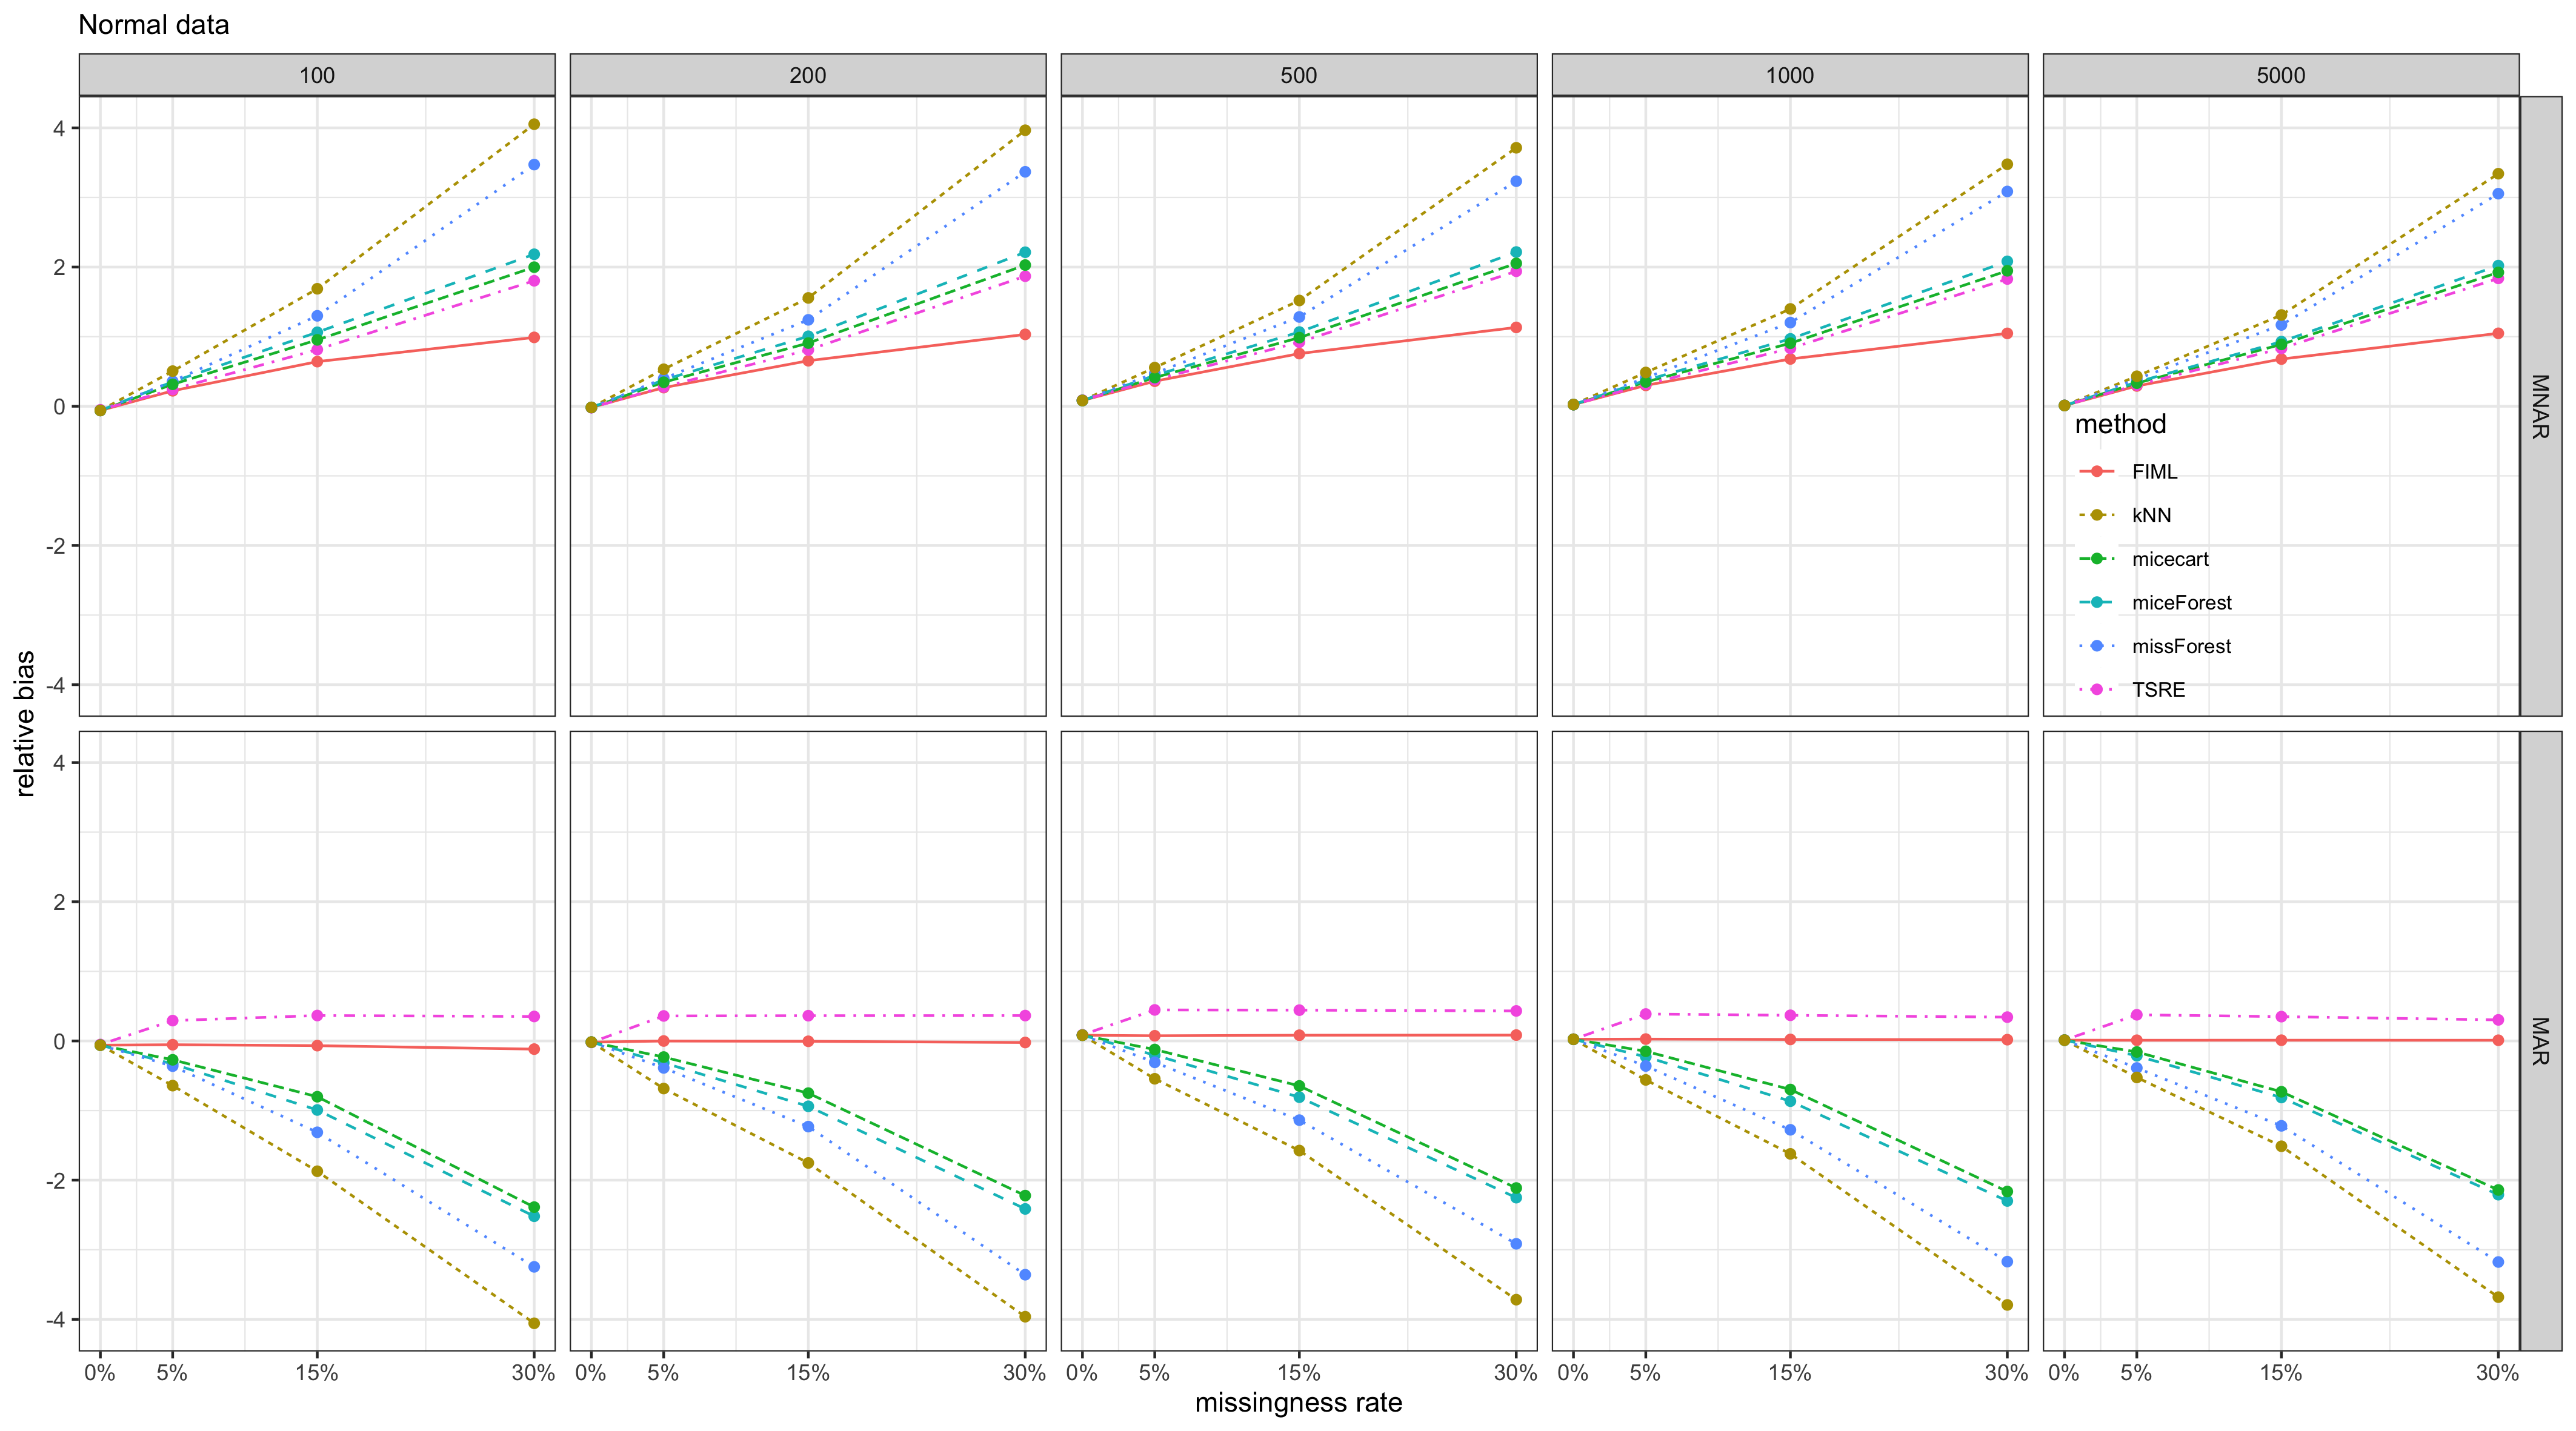 Normal data
100 200 500 1000 5000
4
2
0
-2
-4
MNAR
method
FIML
kNN
micecart
miceForest
missForest
TSRE
relative bias
4
2
0
-2
-4
MAR
0% 5% 15% 30% 0% 5% 15% 30% 0% 5% 15% 30% 0% 5% 15% 30% 0% 5% 15% 30%
missingness rate